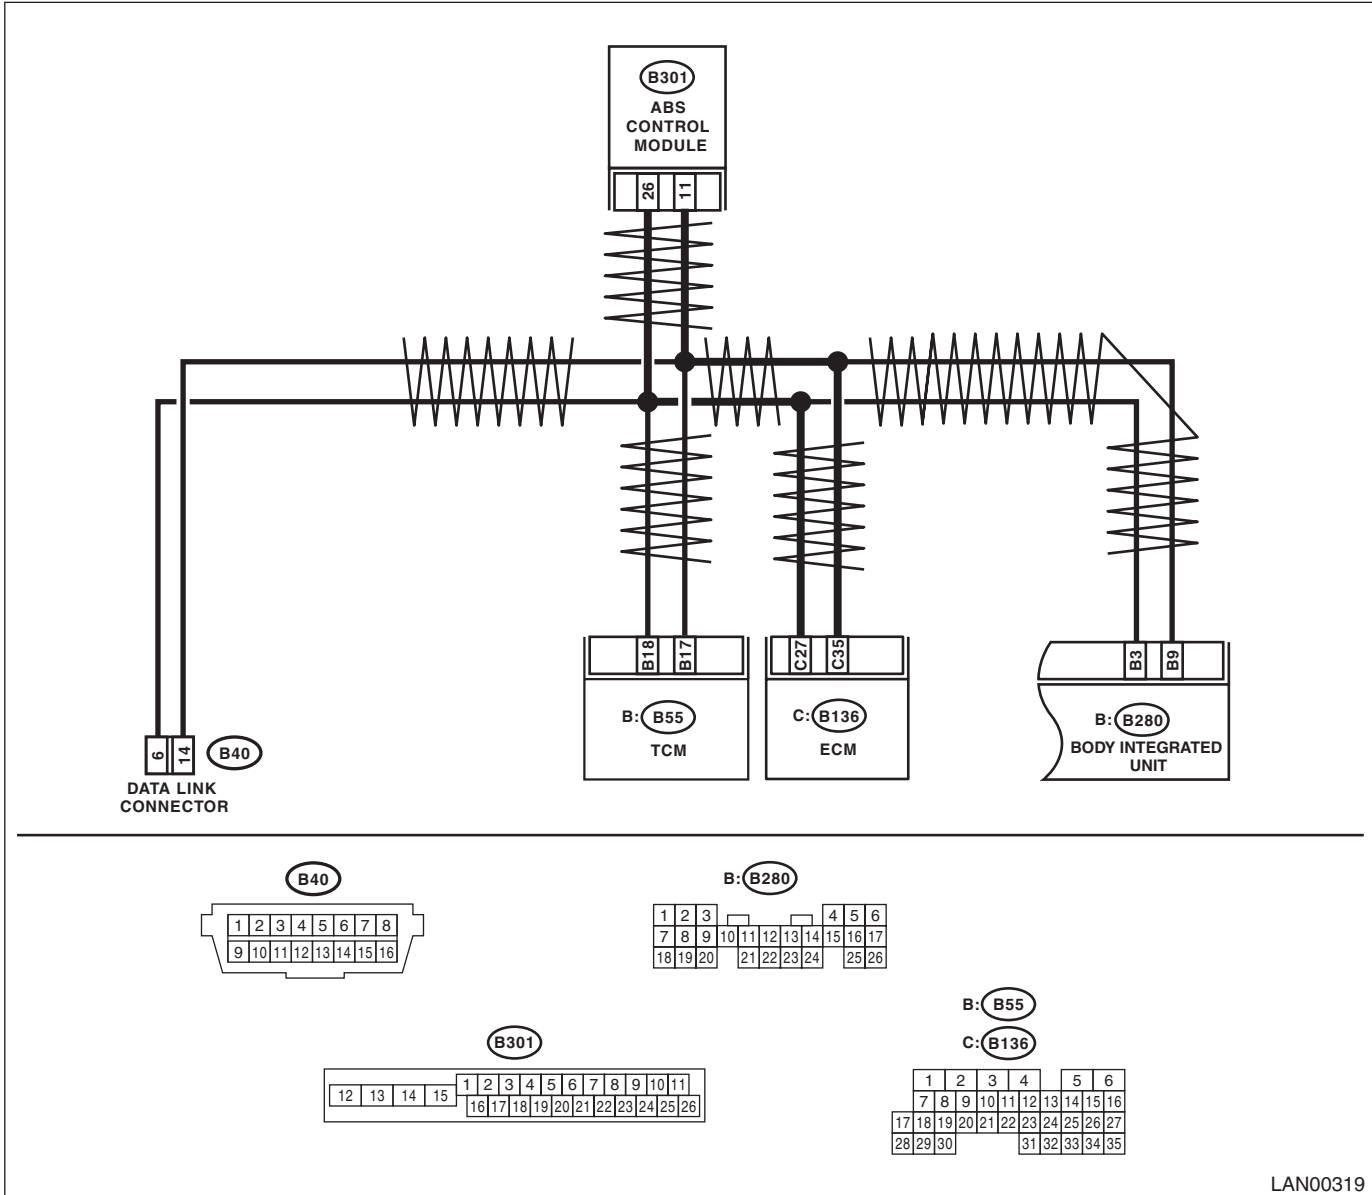 B301
ABS
CONTROL
MODULE
26 11
B18 B17
C27 C35
B3 B9
B: B55
TCM
C: B136
ECM
B: B280
BODY INTEGRATED
UNIT
6 14
B40
DATA LINK
CONNECTOR
B40
1 2 3 4 5 6 7 8
9 10 11 12 13 14 15 16
B: B280
1 2 3 4 5 6
7 8 9 10 11 12 13 14 15 16 17
18 19 20 21 22 23 24 25 26
B301
1 2 3 4 5 6 7 8 9 10 11
12 13 14 15
16 17 18 19 20 21 22 23 24 25 26
B: B55
C: B136
1 2 3 4 5 6
7 8 9 10 11 12 13 14 15 16
17 18 19 20 21 22 23 24 25 26 27
28 29 30 31 32 33 34 35
LAN00319